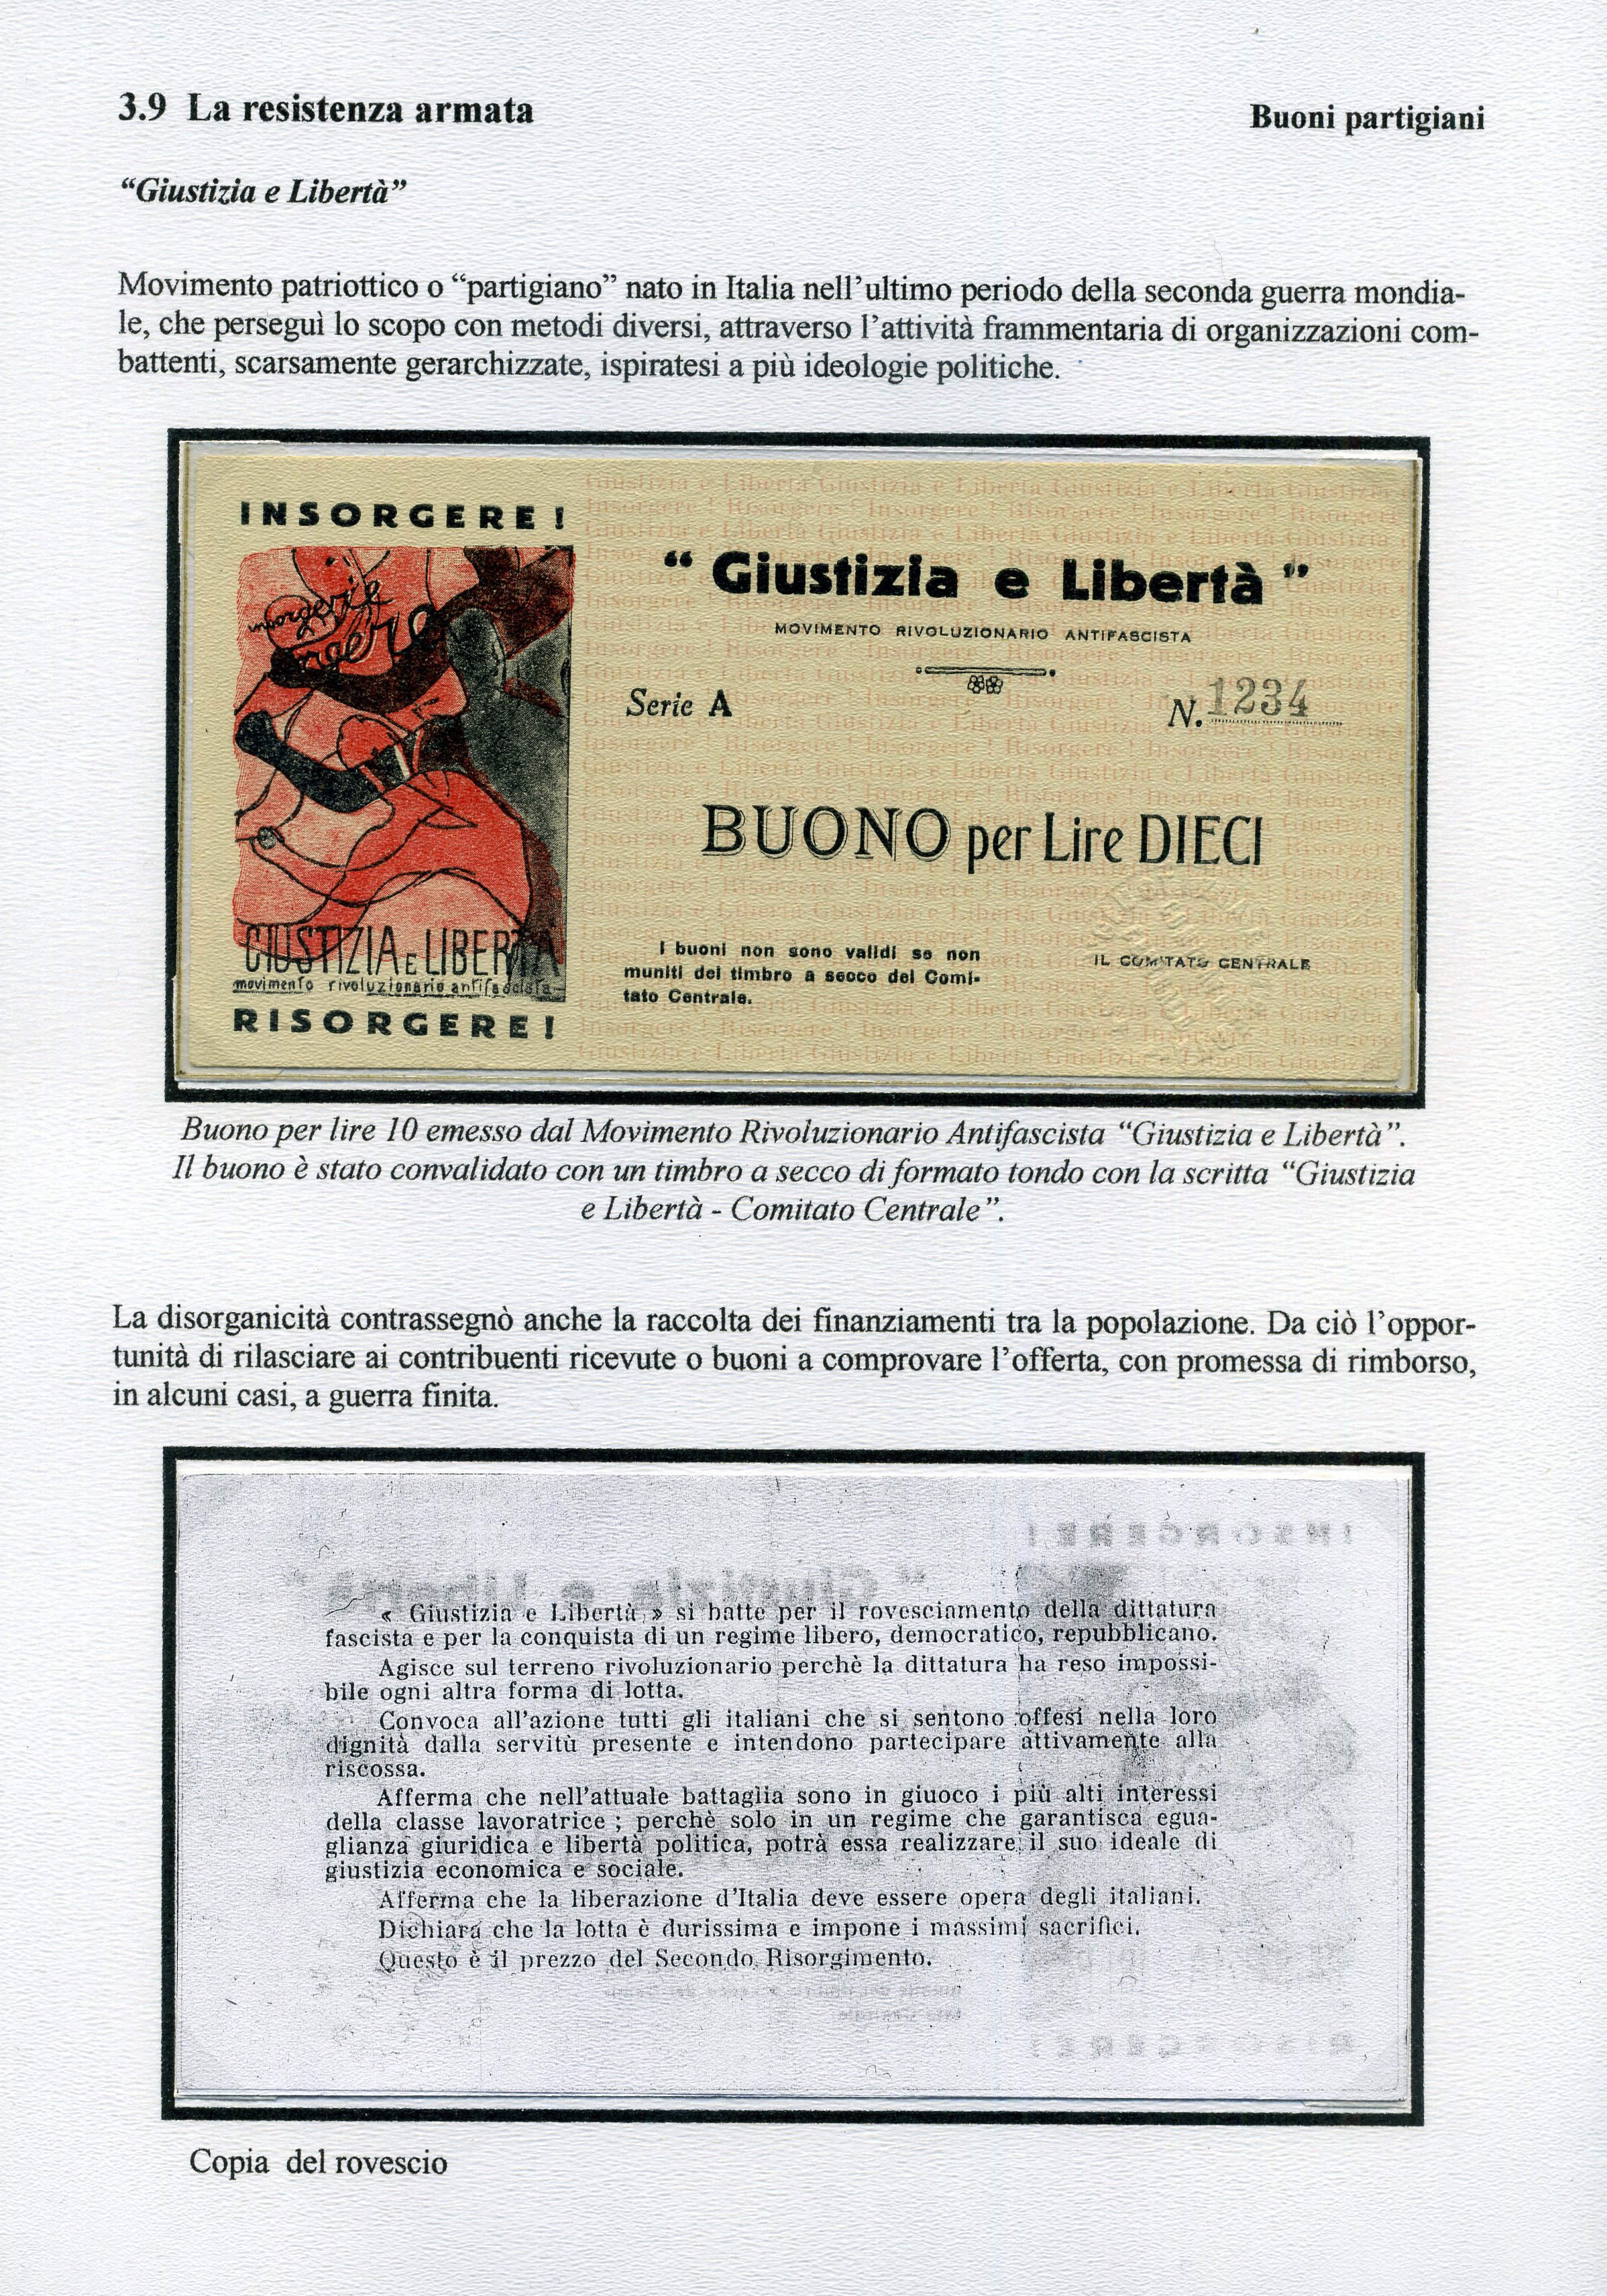 3.9 La resistenza armata
Buoni partigiani
“Giustizia e Libertà”
Movimento patriottico o “partigiano” nato in Italia nell’ultimo periodo della seconda guerra mondia-
le, che perseguì lo scopo con metodi diversi, attraverso l’attività frammentaria di organizzazioni com-
battenti, scarsamente gerarchizzate, ispiratesi a più ideologie politiche.
INSORGERE !
insorgere
GIUSTIZIA E LIBERTÀ
movimento rivoluzionario antifascista
RISORGERE !
“ Giustizia e Libertà ”
MOVIMENTO RIVOLUZIONARIO ANTIFASCISTA
Serie A
N. 1234
BUONO per Lire DIECI
I buoni non sono validi se non
muniti del timbro a secco del Comi-
tato Centrale.
IL COMITATO CENTRALE
Buono per lire 10 emesso dal Movimento Rivoluzionario Antifascista “Giustizia e Libertà”.
Il buono è stato convalidato con un timbro a secco di formato tondo con la scritta “Giustizia
e Libertà - Comitato Centrale”.
La disorganicità contrassegnò anche la raccolta dei finanziamenti tra la popolazione. Da ciò l’oppor-
tunità di rilasciare ai contribuenti ricevute o buoni a comprovare l’offerta, con promessa di rimborso,
in alcuni casi, a guerra finita.
« Giustizia e Libertà » si batte per il rovesciamento della dittatura
fascista e per la conquista di un regime libero, democratico, repubblicano.
Agisce sul terreno rivoluzionario perchè la dittatura ha reso impossi-
bile ogni altra forma di lotta.
Convoca all’azione tutti gli italiani che si sentono offesi nella loro
dignità dalla servitù presente e intendono partecipare attivamente alla
riscossa.
Afferma che nell’attuale battaglia sono in giuoco i più alti interessi
della classe lavoratrice ; perchè solo in un regime che garantisca egua-
glianza giuridica e libertà politica, potrà essa realizzare il suo ideale di
giustizia economica e sociale.
Afferma che la liberazione d’Italia deve essere opera degli italiani.
Dichiara che la lotta è durissima e impone i massimi sacrifici.
Questo è il prezzo del Secondo Risorgimento.
Copia del rovescio